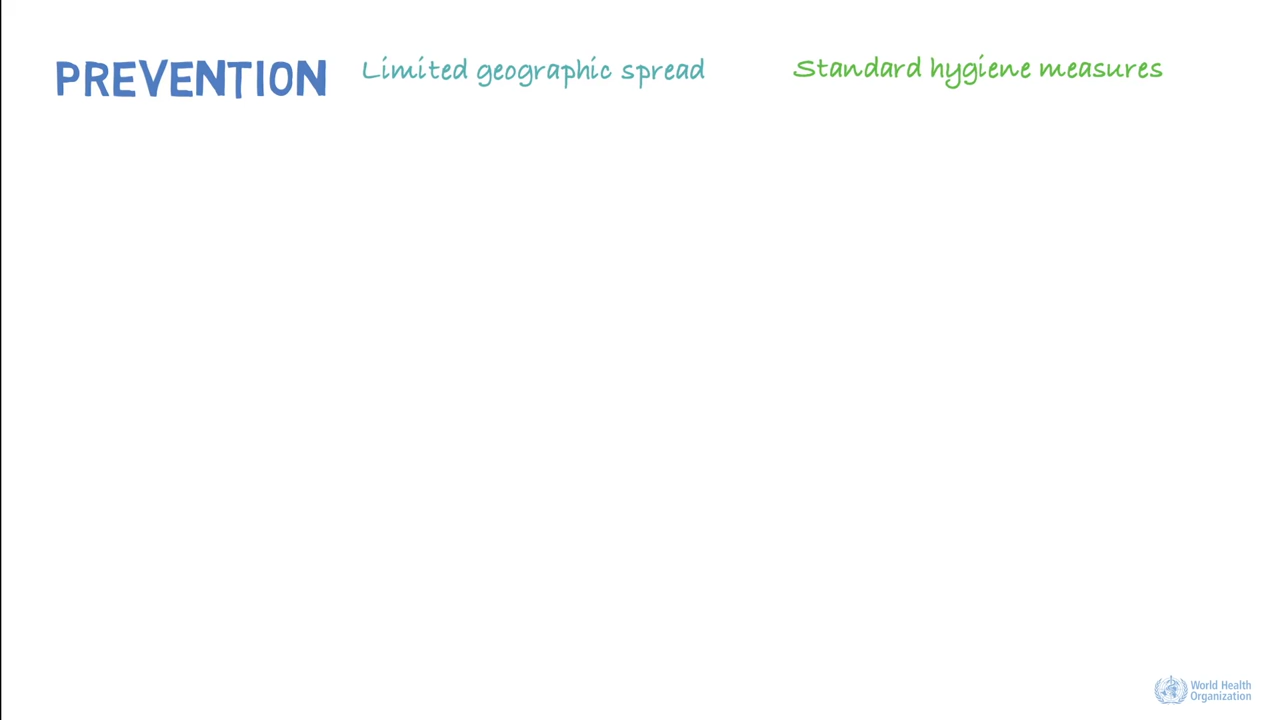 PREVENTION
Limited geographic spread
Standard hygiene measures
World Health
Organization